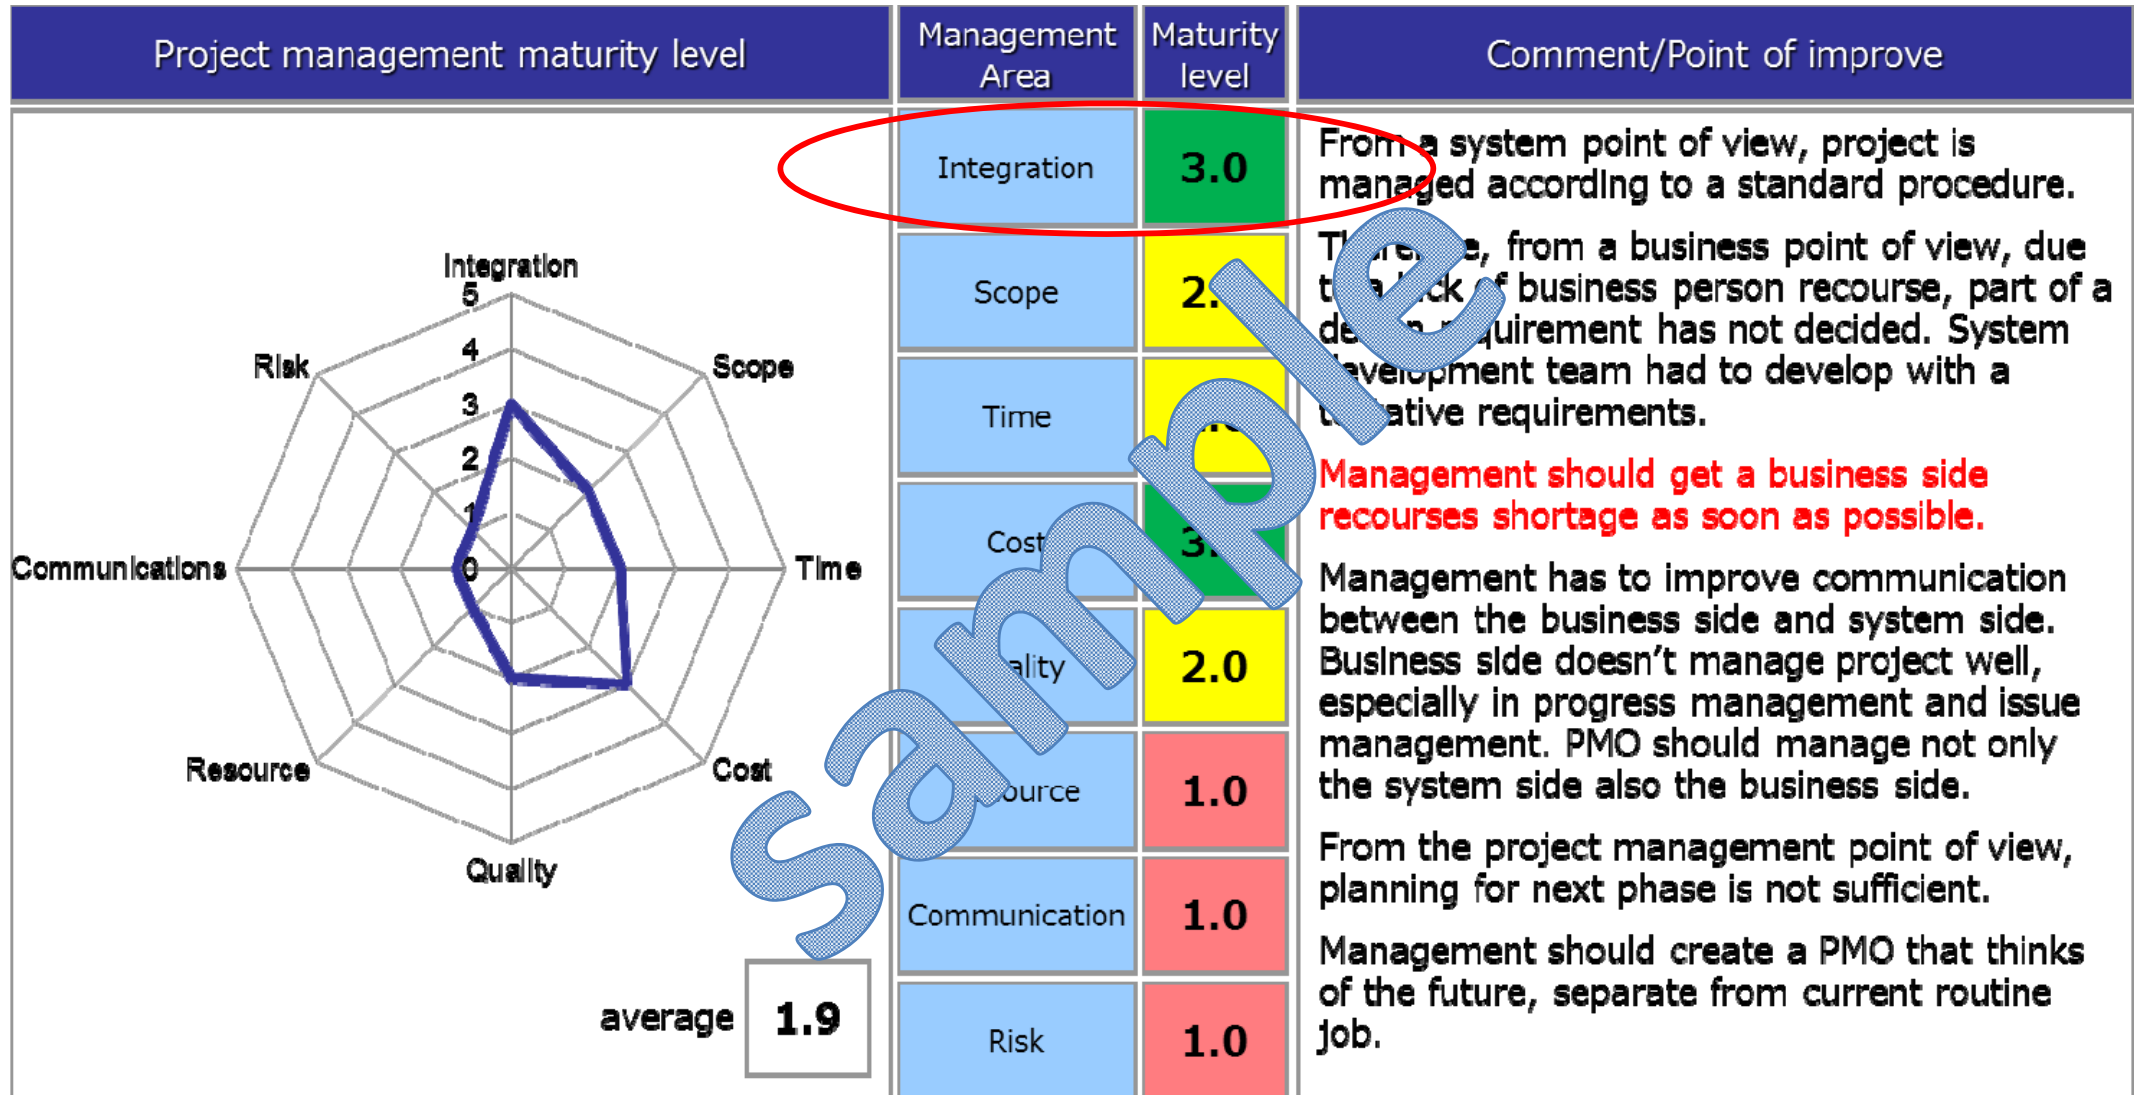 Project management maturity level
Management
Area
Maturity
level
Comment/Point of improve
Integration
5
4
3
2
1
0
Scope
Time
Cost
Quality
Resource
Communications
Risk
average
1.9
Integration
3.0
Scope
2.
Time
Cost
3.
2.0
1.0
Communication
1.0
Risk
1.0
From a system point of view, project is
managed according to a standard procedure.
from a business point of view, due
business person recourse, part of a
has not decided. System
development team had to develop with a
requirements.
Management should get a business side
recourses shortage as soon as possible.
Management has to improve communication
between the business side and system side.
Business side doesn't manage project well,
especially in progress management and issue
management. PMO should manage not only
the system side also the business side.
From the project management point of view,
planning for next phase is not sufficient.
Management should create a PMO that thinks
of the future, separate from current routine
job.
sample